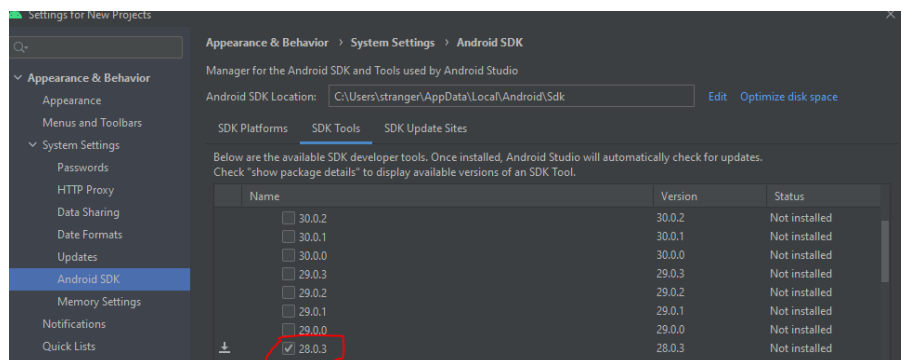 Settings for New Projects
Appearance & Behavior
Appearance
Menus and Toolbars
System Settings
Passwords
HTTP Proxy
Data Sharing
Date Formats
Updates
Android SDK
Memory Settings
Notifications
Quick Lists
Appearance & Behavior > System Settings > Android SDK
Manager for the Android SDK and Tools used by Android Studio
Android SDK Location: C:\Users\stranger\AppData\Local\Android\Sdk Edit Optimize disk space
SDK Platforms SDK Tools SDK Update Sites
Below are the available SDK developer tools. Once installed, Android Studio will automatically check for updates.
Check "show package details" to display available versions of an SDK Tool.
Name Version Status
30.0.2 30.0.2 Not installed
30.0.1 30.0.1 Not installed
30.0.0 30.0.0 Not installed
29.0.3 29.0.3 Not installed
29.0.2 29.0.2 Not installed
29.0.1 29.0.1 Not installed
29.0.0 29.0.0 Not installed
28.0.3 28.0.3 Not installed